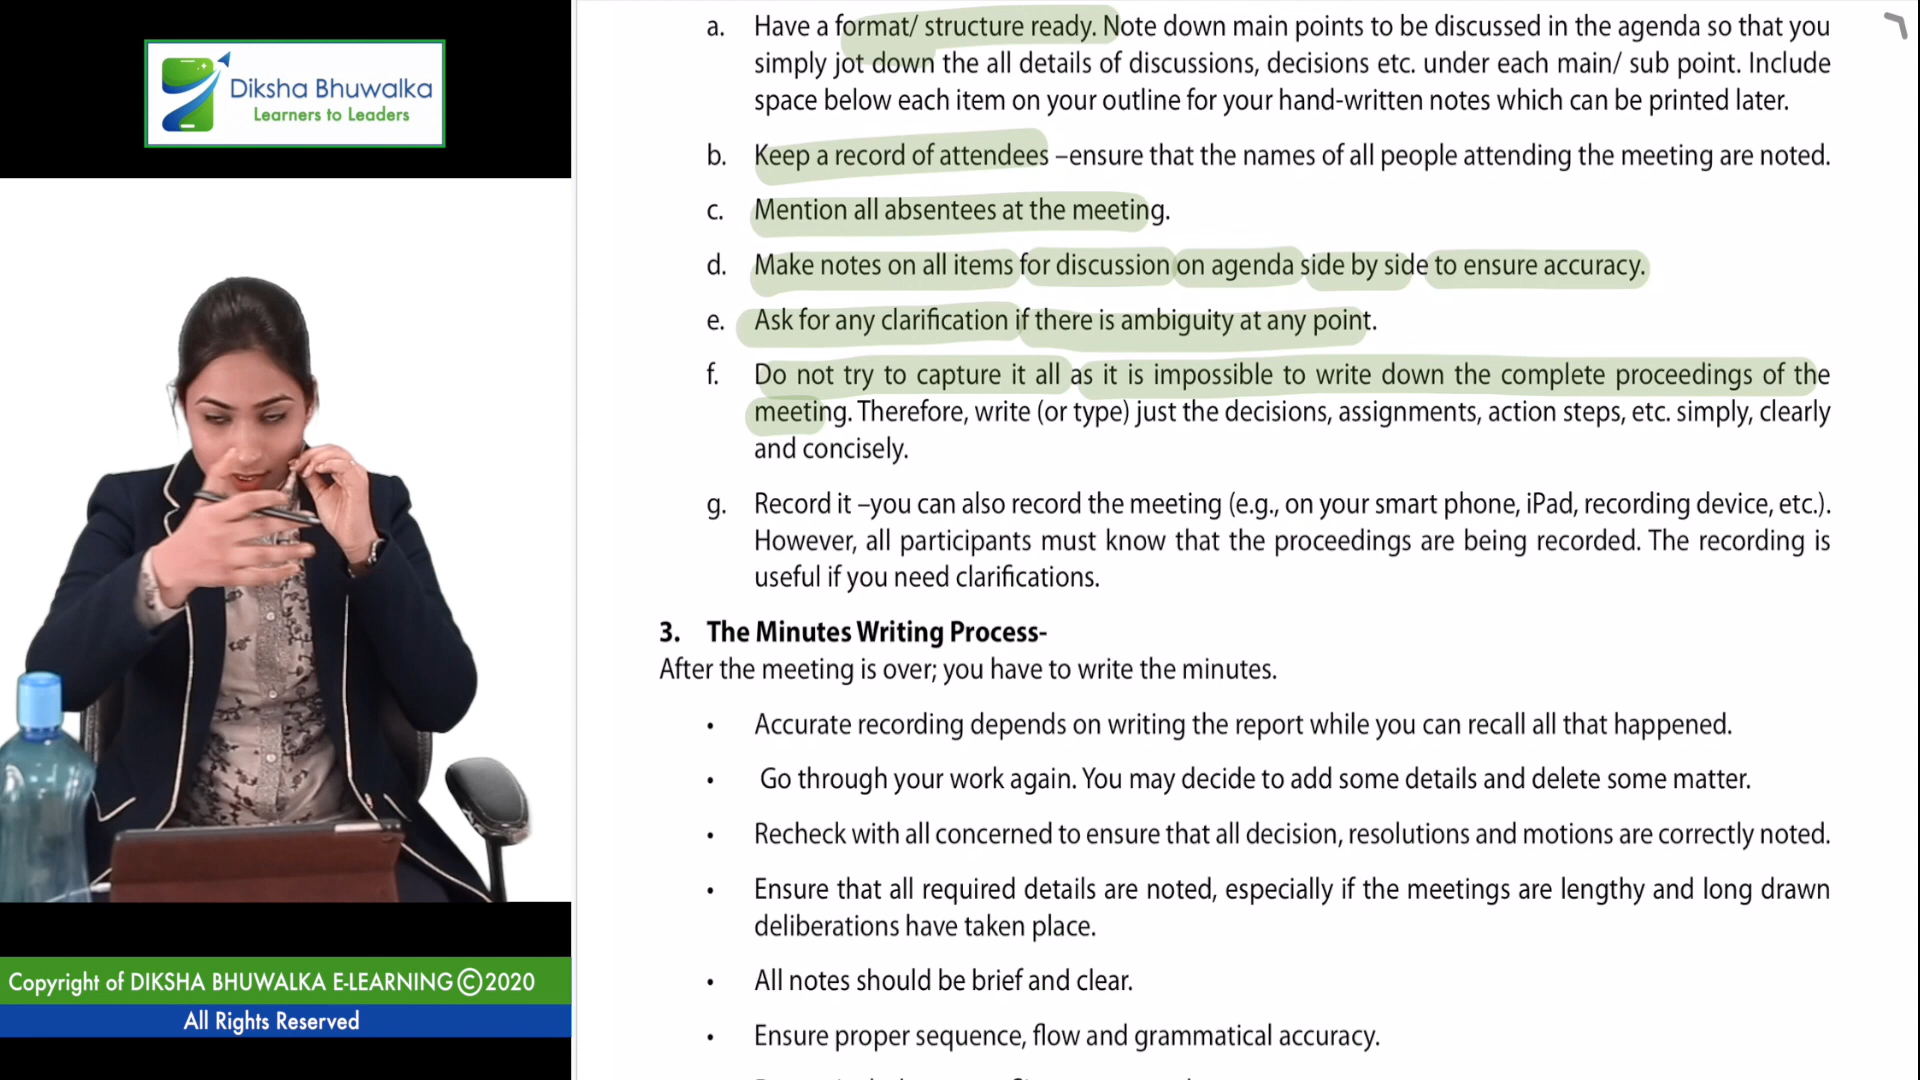 Diksha Bhuwalka
Learners to Leaders
Copyright of DIKSHA BHUWALKA E-LEARNING©2020
All Rights Reserved
a. Have a format/ structure ready. Note down main points to be discussed in the agenda so that you
simply jot down the all details of discussions, decisions etc. under each main/ sub point. Include
space below each item on your outline for your hand-written notes which can be printed later.
b. Keep a record of attendees –ensure that the names of all people attending the meeting are noted.
c. Mention all absentees at the meeting.
d. Make notes on all items for discussion on agenda side by side to ensure accuracy.
e. Ask for any clarification if there is ambiguity at any point.
f. Do not try to capture it all as it is impossible to write down the complete proceedings of the
meeting. Therefore, write (or type) just the decisions, assignments, action steps, etc. simply, clearly
and concisely.
g. Record it –you can also record the meeting (e.g., on your smart phone, iPad, recording device, etc.).
However, all participants must know that the proceedings are being recorded. The recording is
useful if you need clarifications.
3. The Minutes Writing Process-
After the meeting is over; you have to write the minutes.
• Accurate recording depends on writing the report while you can recall all that happened.
• Go through your work again. You may decide to add some details and delete some matter.
• Recheck with all concerned to ensure that all decision, resolutions and motions are correctly noted.
• Ensure that all required details are noted, especially if the meetings are lengthy and long drawn
deliberations have taken place.
• All notes should be brief and clear.
• Ensure proper sequence, flow and grammatical accuracy.